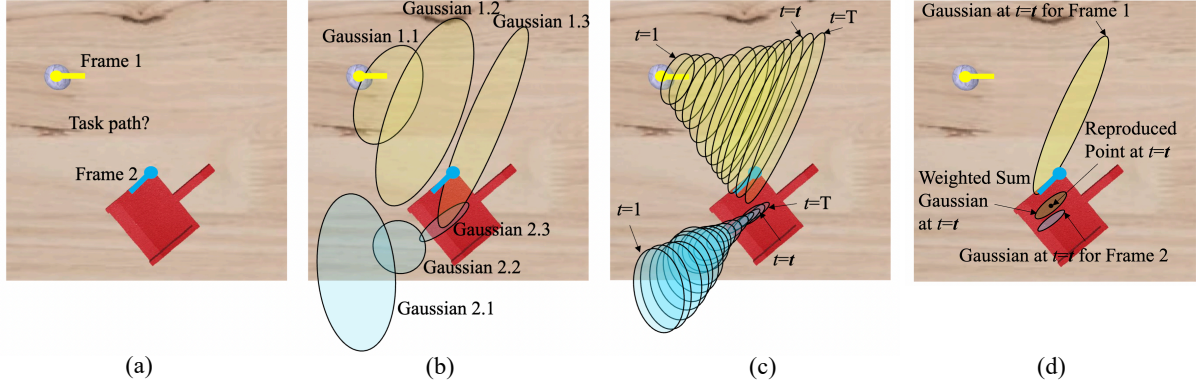 Frame 1
Task path?
Frame 2
(a)
Gaussian 1.2
Gaussian 1.3
Gaussian 1.1
Gaussian 2.3
Gaussian 2.2
Gaussian 2.1
(b)
t=1
t=t
t=T
t=1
t=T
t=t
(c)
Gaussian at t=t for Frame 1
Reproduced
Point at t=t
Weighted Sum
Gaussian
at t=t
Gaussian at t=t for Frame 2
(d)